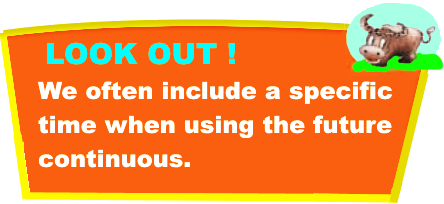 LOOK OUT !
We often include a specific
time when using the future
continuous.